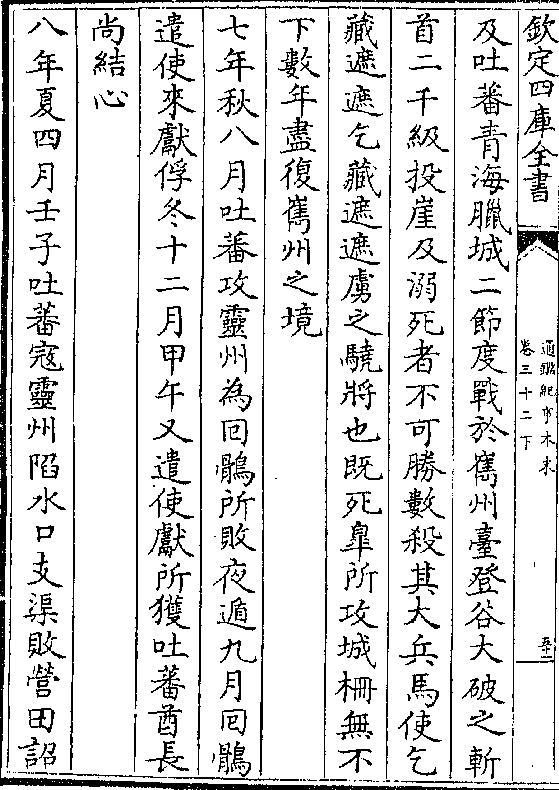 欽定四庫全書
通鑑紀事本末
卷三十二下
及吐蕃青海臘城二節度戰於巂州臺登谷大破之斬
首二千級投崖及溺死者不可勝數殺其大兵馬使乞
藏遮遮乞藏遮遮虜之驍將也既死臯所攻城柵無不
下數年盡復巂州之境
七年秋八月吐蕃攻靈州為回鶻所敗夜遁九月回鶻
遣使來獻俘冬十二月甲午又遣使獻所獲吐蕃酋長
尚結心
八年夏四月壬子吐蕃寇靈州陷水口支渠敗營田詔